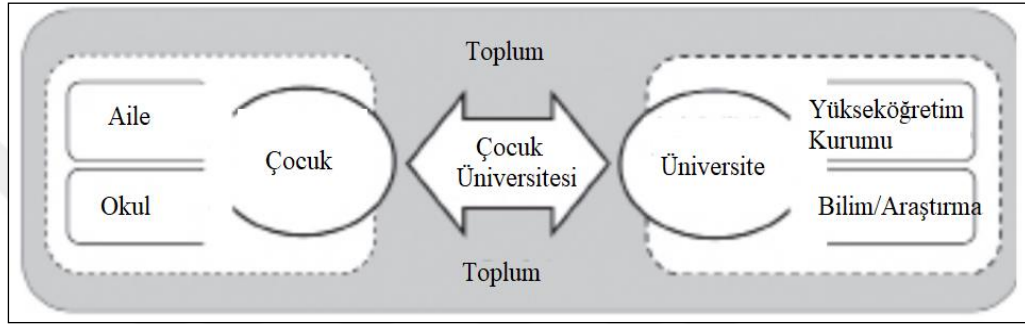 Toplum
Aile
Okul
Çocuk
Çocuk
Üniversitesi
Üniversite
Yükseköğretim
Kurumu
Bilim/Araştırma
Toplum